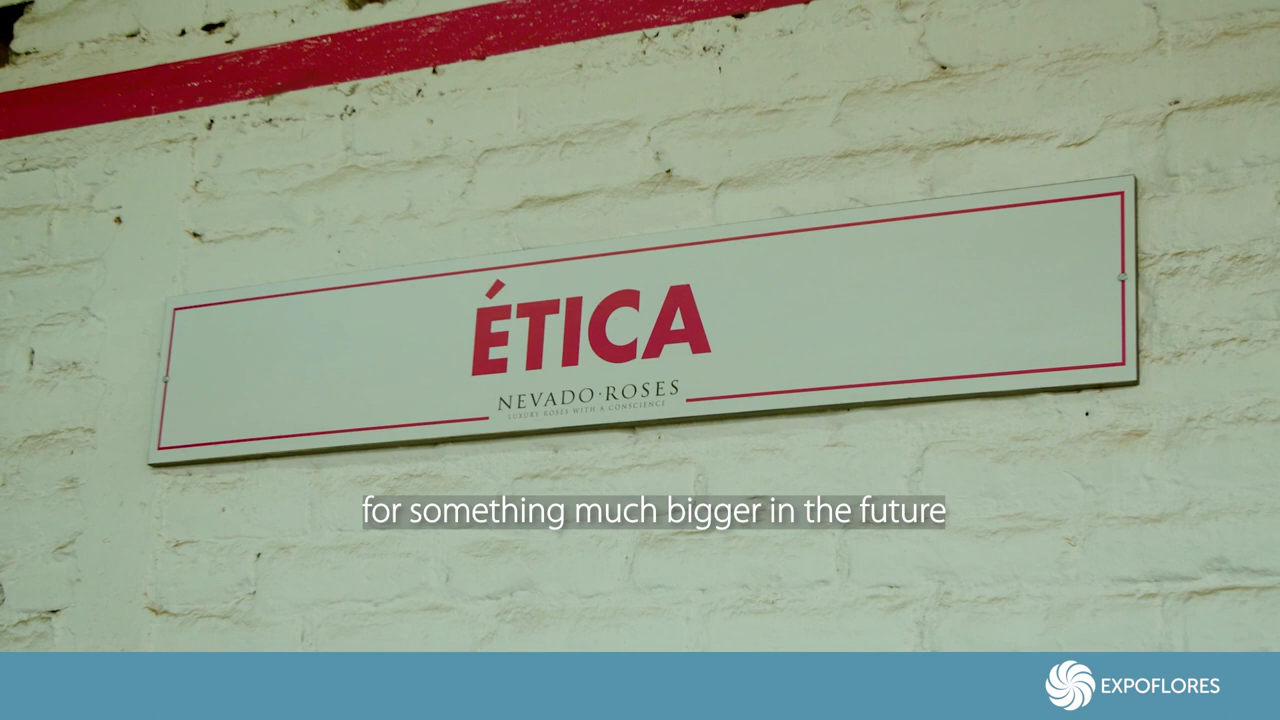 ÉTICA
NEVADO·ROSES
LUXURY ROSES WITH A CONSCIENCE
for something much bigger in the future
EXPOFLORES